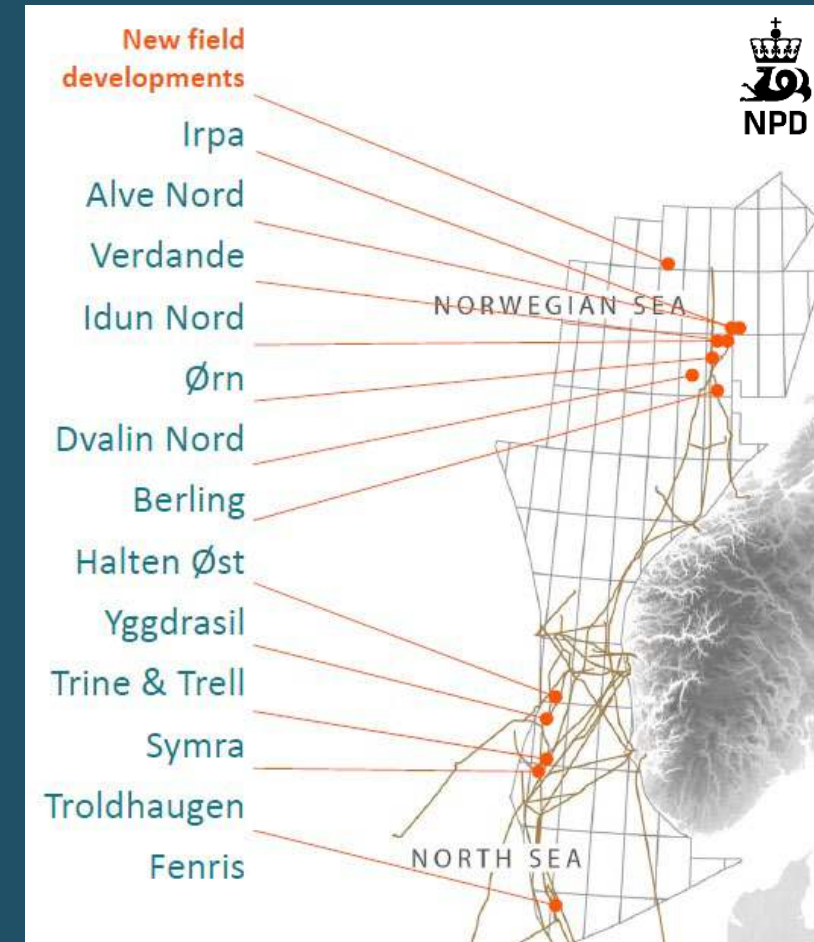 New field
developments
NPD
Irpa
Alve Nord
Verdande
Idun Nord
Ørn
Dvalin Nord
Berling
Halten Øst
Yggdrasil
Trine & Trell
Symra
Troldhaugen
Fenris
NORWEGIAN SEA
NORTH SEA